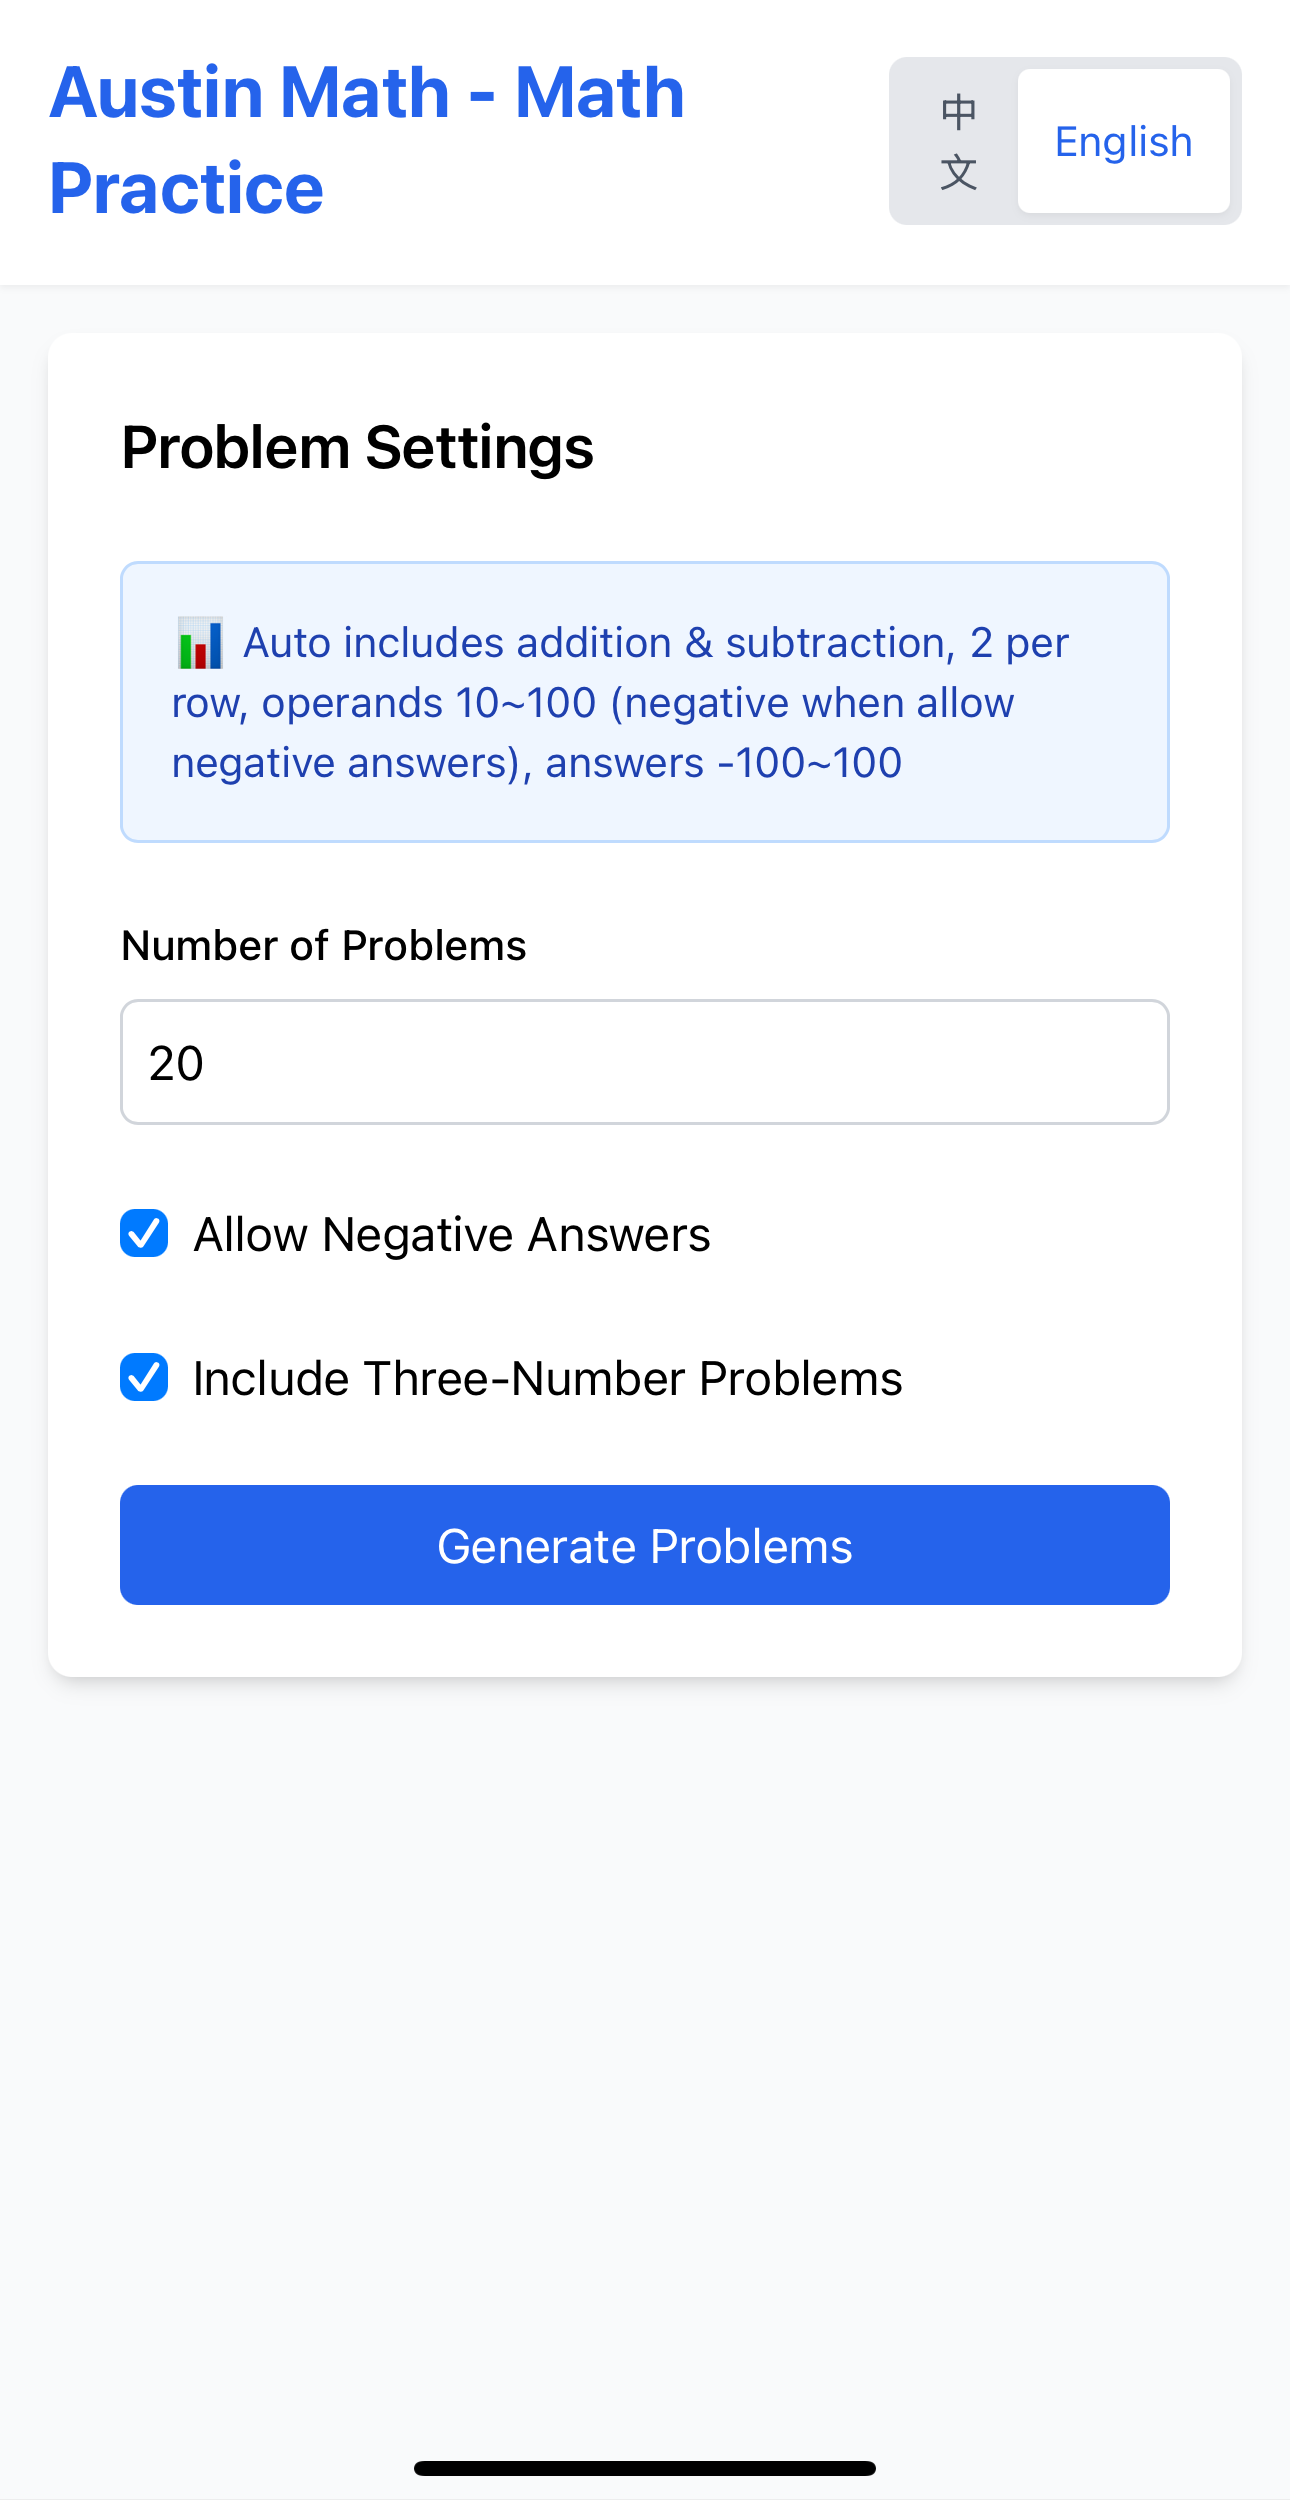 Austin Math - Math
Practice
中
文
English
Problem Settings
📊 Auto includes addition & subtraction, 2 per
row, operands 10~100 (negative when allow
negative answers), answers -100~100
Number of Problems
20
Allow Negative Answers
Include Three-Number Problems
Generate Problems